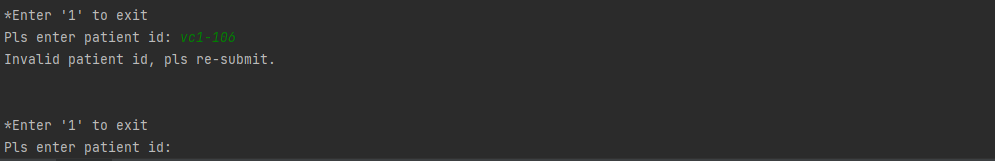 *Enter '1' to exit
Pls enter patient id: vc1-106
Invalid patient id, pls re-submit.
*Enter '1' to exit
Pls enter patient id: